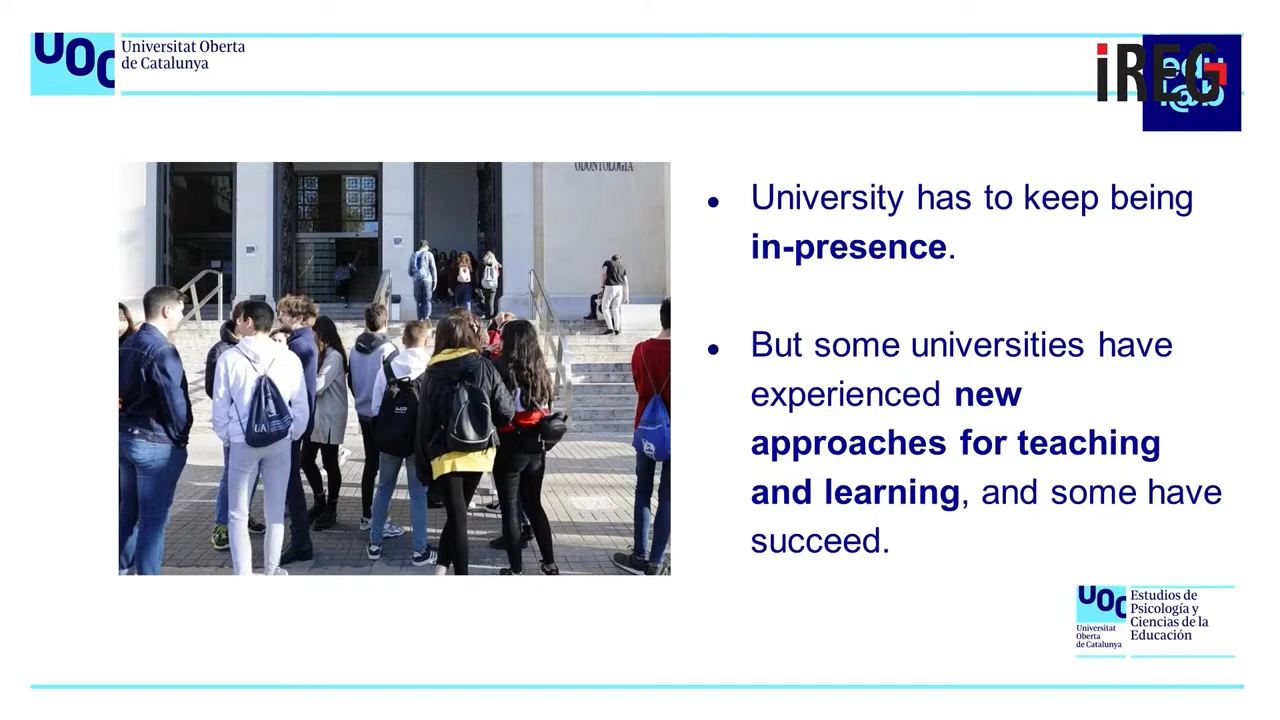 UOC
Universitat Oberta
de Catalunya
iREG
edu
l@b
ODONTOLOGIA
UA
• University has to keep being
in-presence.
• But some universities have
experienced new
approaches for teaching
and learning, and some have
succeed.
UOC
Universitat
Oberta
de Catalunya
Estudios de
Psicología y
Ciencias de la
Educación